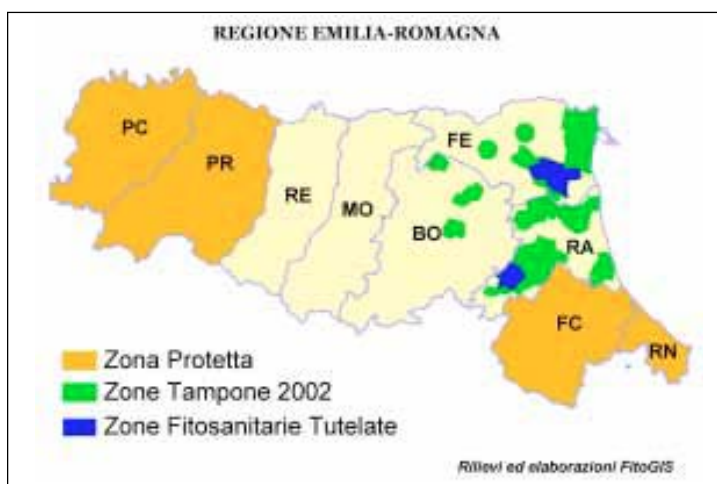 REGIONE EMILIA-ROMAGNA
PC
PR
RE
MO
FE
BO
RA
FC
RN
Zona Protetta
Zone Tampone 2002
Zone Fitosanitarie Tutelate
Rilievi ed elaborazioni FitoGIS